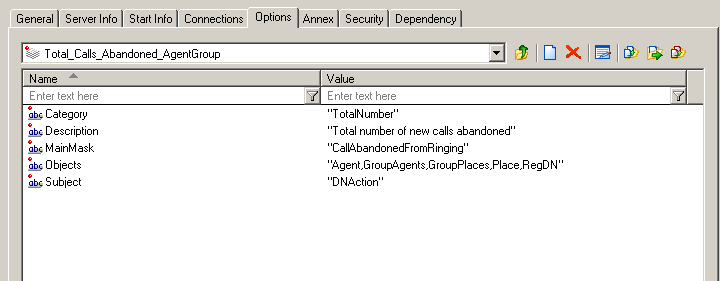 General Server Info Start Info Connections Options Annex Security Dependency
Total_Calls_Abandoned_AgentGroup
Name Value
Enter text here Enter text here
abc Category "TotalNumber"
abc Description "Total number of new calls abandoned"
abc MainMask "CallAbandonedFromRinging"
abc Objects "Agent,GroupAgents,GroupPlaces,Place,RegDN"
abc Subject "DNAction"